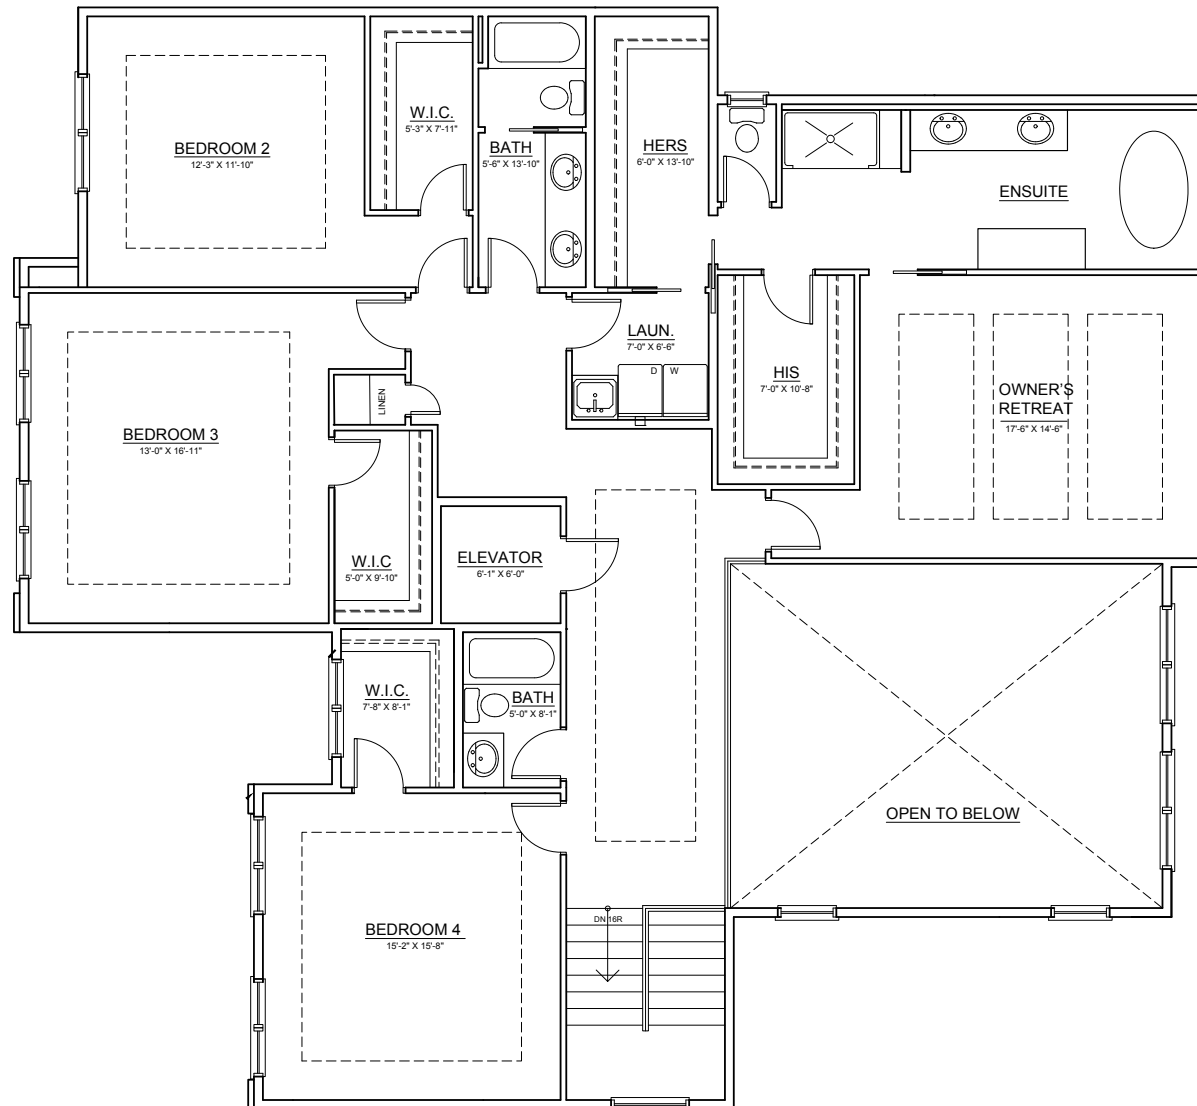 BEDROOM 2
12'-3" X 11'-10"
W.I.C.
5'-3" X 7'-11"
BATH
5'-6" X 13'-10"
HERS
6'-0" X 13'-10"
ENSUITE
LAUN.
7'-0" X 6'-6"
D W
HIS
7'-0" X 10'-8"
OWNER'S
RETREAT
17'-6" X 14'-6"
LINEN
BEDROOM 3
13'-0" X 16'-11"
W.I.C
5'-0" X 9'-10"
ELEVATOR
6'-1" X 6'-0"
W.I.C.
7'-8" X 8'-1"
BATH
5'-0" X 8'-1"
OPEN TO BELOW
DN 16R
BEDROOM 4
15'-2" X 15'-8"